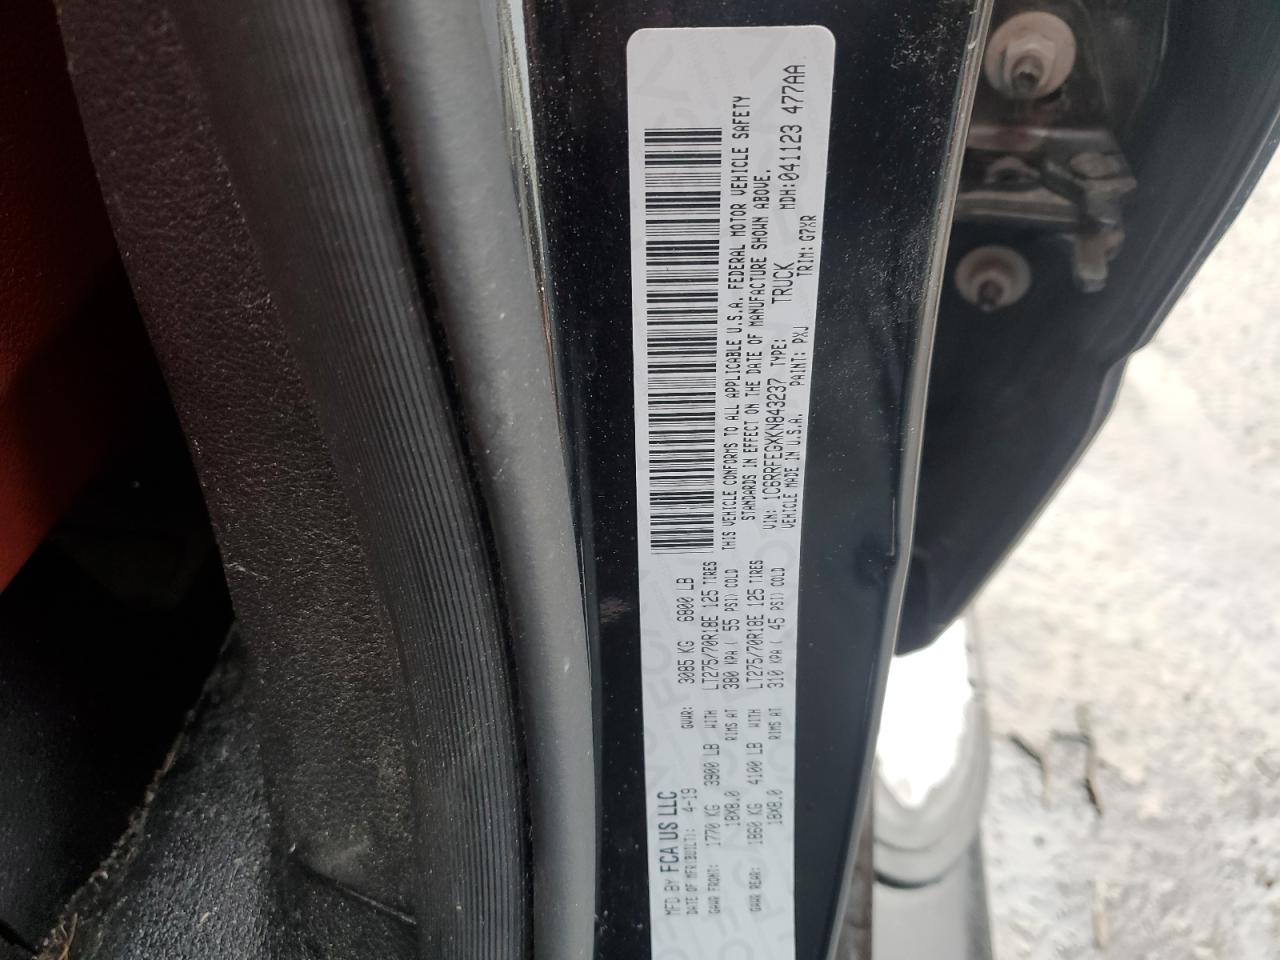 MFD BY FCA US LLC
DATE OF MFR(BUILT): 4-19 GVWR: 3085 KG 6800 LB
GAWR FRONT: 1770 KG 3900 LB WITH LT275/70R18E 125 TIRES
18X8.0 RIMS AT 380 KPA ( 55 PSI) COLD
GAWR REAR: 1860 KG 4100 LB WITH LT275/70R18E 125 TIRES
18X8.0 RIMS AT 310 KPA ( 45 PSI) COLD
THIS VEHICLE CONFORMS TO ALL APPLICABLE U.S.A. FEDERAL MOTOR VEHICLE SAFETY
STANDARDS IN EFFECT ON THE DATE OF MANUFACTURE SHOWN ABOVE.
VIN: 1C6RRFEGXKN843237 TYPE: TRUCK MDH:041123 477AA
VEHICLE MADE IN U.S.A. PAINT: PXJ TRIM: G7XR